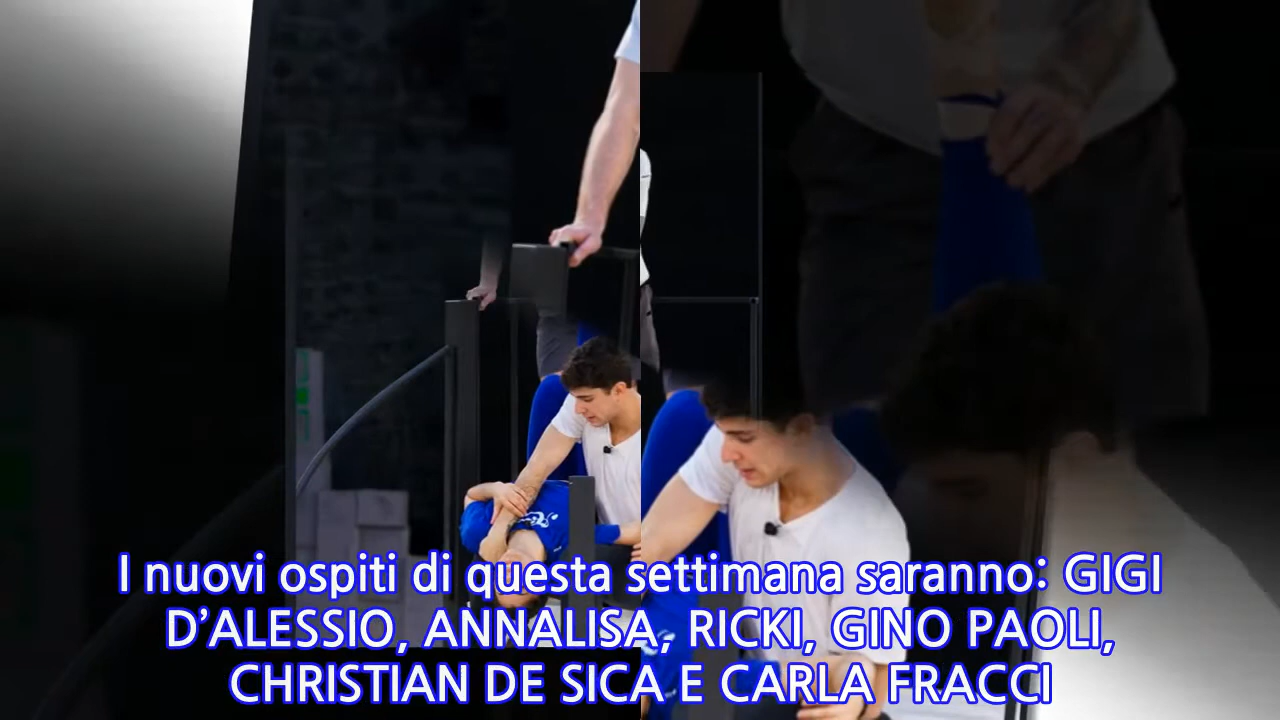 I nuovi ospiti di questa settimana saranno: GIGI
D’ALESSIO, ANNALISA, RICKI, GINO PAOLI,
CHRISTIAN DE SICA E CARLA FRACCI